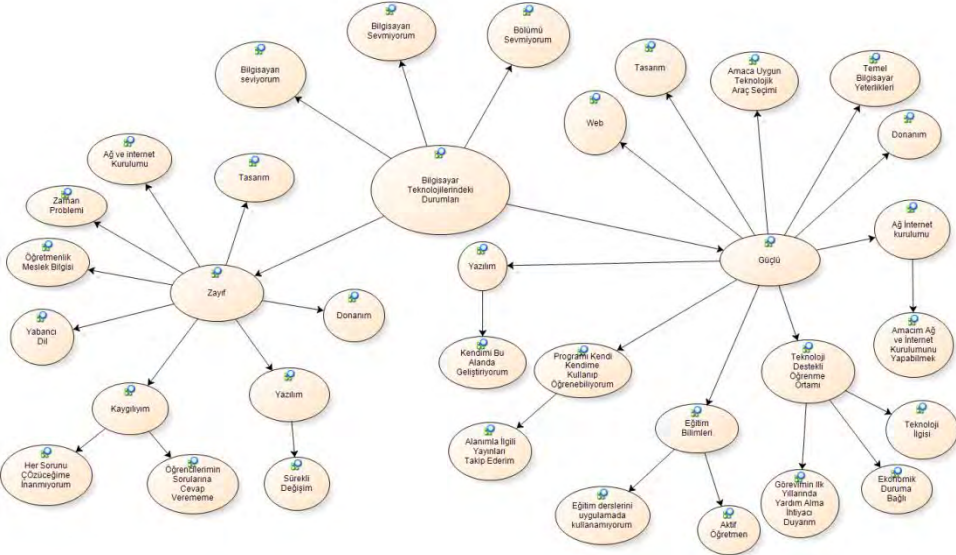 Bilgisayarı
Sevmiyorum
Bölümü
Sevmiyorum
Bilgisayarı
seviyorum
Tasarım
Amaca Uygun
Teknolojik
Araç Seçimi
Temel
Bilgisayar
Yeterlikleri
Web
Donanım
Ağ ve internet
Kurulumu
Tasarım
Bilgisayar
Teknolojilerindeki
Durumları
Zaman
Problemi
Ağ İnternet
kurulumu
Öğretmenlik
Meslek Bilgisi
Yazılım
Güçlü
Zayıf
Donanım
Yabancı
Dil
Kendimi Bu
Alanda
Geliştiriyorum
Programı Kendi
Kendime
Kullanıp
Öğrenebiliyorum
Teknoloji
Destekli
Öğrenme
Ortamı
Amacım Ağ
ve İnternet
Kurulumunu
Yapabilmek
Kaygılıyım
Yazılım
Eğitim
Bilimleri
Teknoloji
İlgisi
Alanımla İlgili
Yayınları
Takip Ederim
Her Sorunu
ÇÖzüceğime
İnanmıyorum
Öğrencilerimin
Sorularına
Cevap
Verememe
Sürekli
Değişim
Görevimin ilk
Yıllarında
Yardım Alma
İhtiyacı
Duyarım
Ekonomik
Duruma
Bağlı
Eğitim derslerini
uygulamada
kullanamıyorum
Aktif
Öğretmen